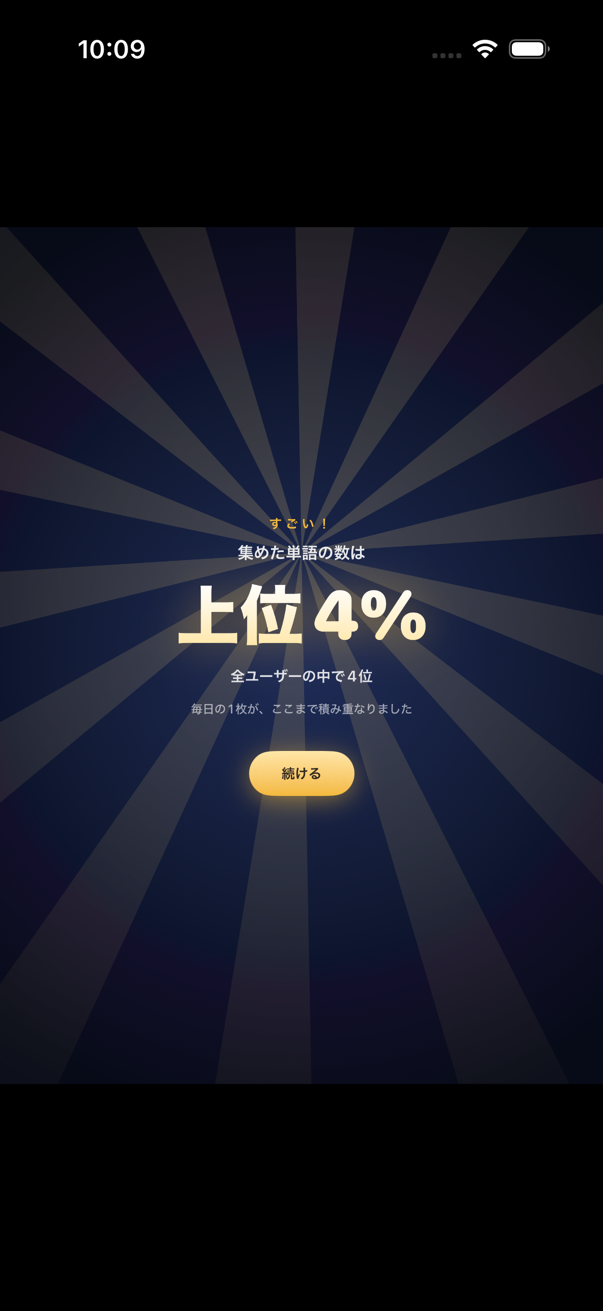 10:09
すごい！
集めた単語の数は
上位 4%
全ユーザーの中で4位
毎日の1枚が、ここまで積み重なりました
続ける